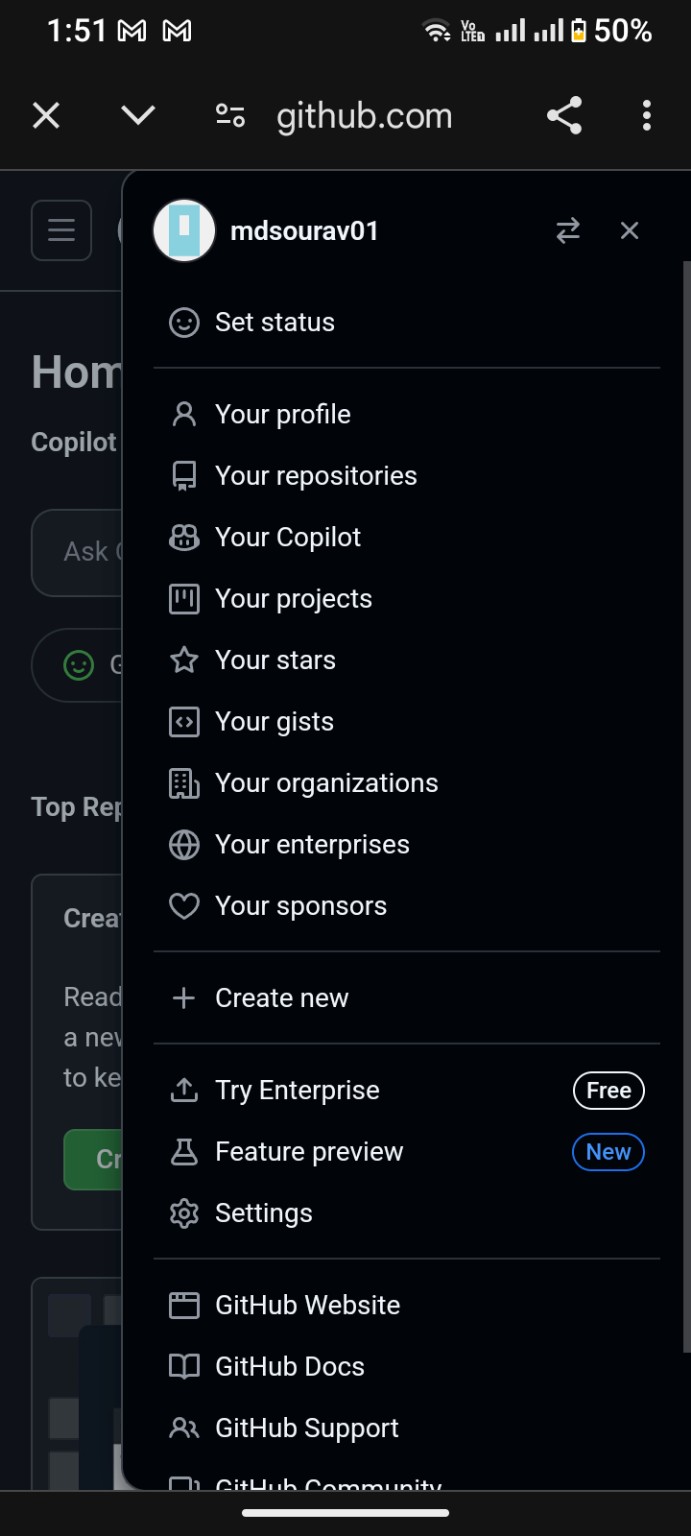 1:51 50%
github.com
mdsourav01
Set status
Hom
Your profile
Copilot
Your repositories
Your Copilot
Ask
Your projects
Your stars
Your gists
Your organizations
Top Rep
Your enterprises
Your sponsors
Crea
Read
Create new
a new
to ke
Try Enterprise Free
Feature preview New
Cr
Settings
GitHub Website
GitHub Docs
GitHub Support
GitHub Community